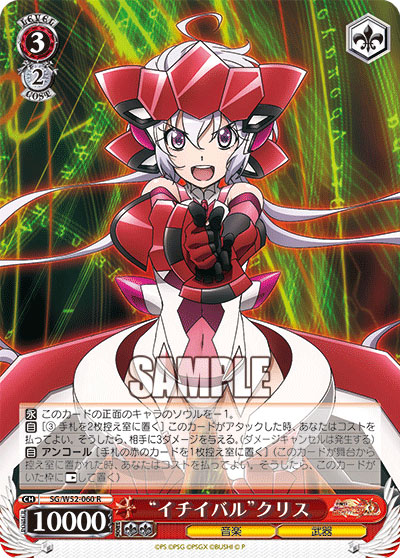 LEVEL
3
2
COST
SAMPLE
永 このカードの正面のキャラのソウルを－1。
自 ［③ 手札を2枚控え室に置く］ このカードがアタックした時、あなたはコストを
払ってよい。そうしたら、相手に3ダメージを与える。（ダメージキャンセルは発生する）
自 アンコール ［手札の赤のカードを1枚控え室に置く］ （このカードが舞台から
控え室に置かれた時、あなたはコストを払ってよい。そうしたら、このカードが
いた枠に置く）
CH
SG/W52-060 R
“イチイバル”クリス
10000
音楽
武器
©PS ©PSG ©PSGX ©BUSHI © P